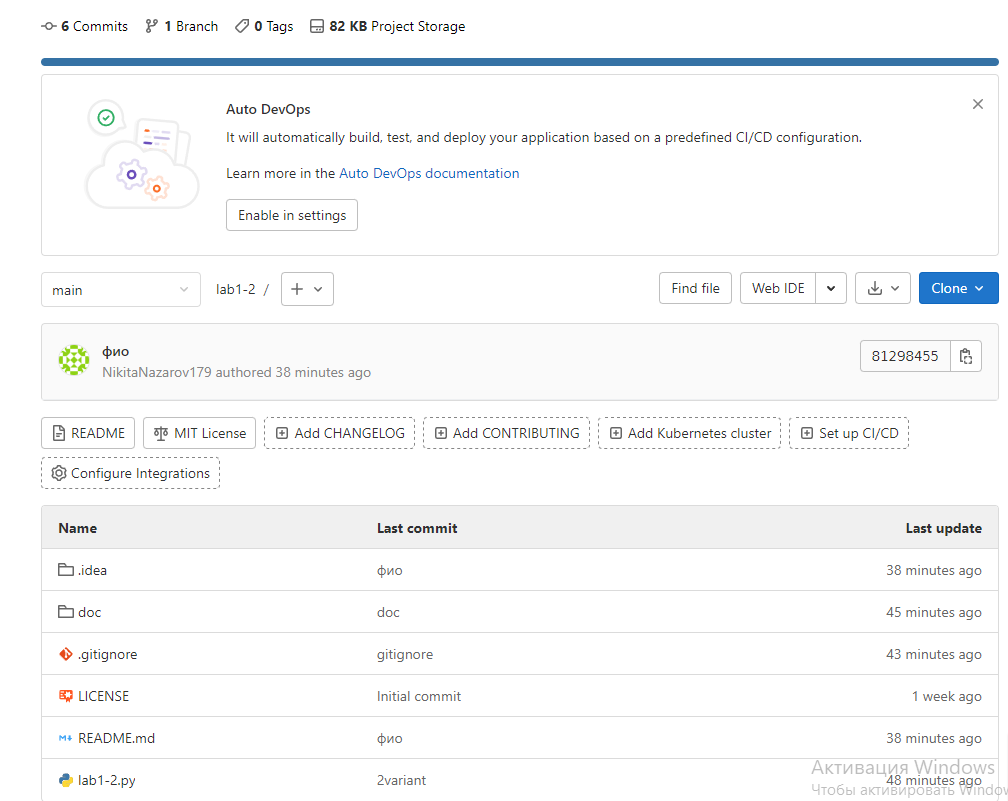 6 Commits 1 Branch 0 Tags 82 KB Project Storage
Auto DevOps
It will automatically build, test, and deploy your application based on a predefined CI/CD configuration.
Learn more in the Auto DevOps documentation
Enable in settings
main lab1-2 / Find file Web IDE Clone
фио
NikitaNazarov179 authored 38 minutes ago
81298455
README MIT License Add CHANGELOG Add CONTRIBUTING Add Kubernetes cluster Set up CI/CD
Configure Integrations
Name Last commit Last update
.idea фио 38 minutes ago
doc doc 45 minutes ago
.gitignore gitignore 43 minutes ago
LICENSE Initial commit 1 week ago
README.md фио 38 minutes ago
Активация Windows
lab1-2.py 2variant 48 minutes ago
Чтобы активировать Windo